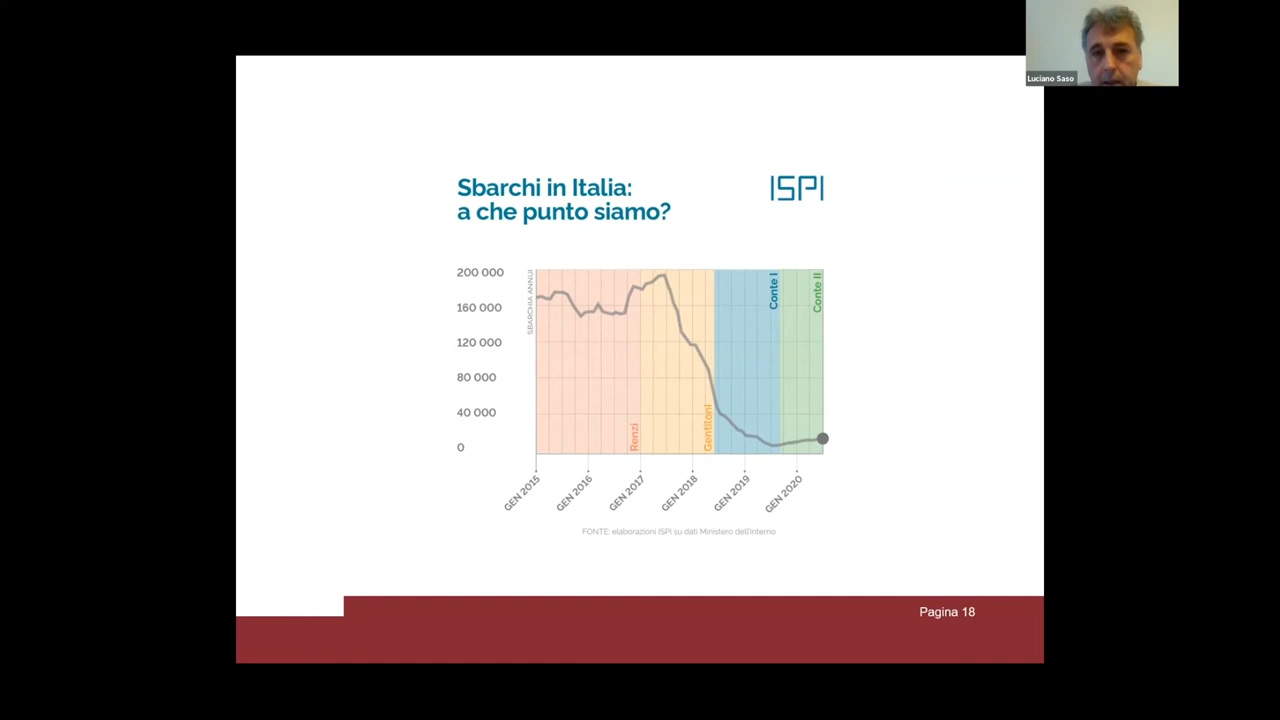 Luciano Saso
Sbarchi in Italia:
a che punto siamo?
ISPI
200 000
160 000
120 000
80 000
40 000
0
SBARCHIA ANNUI
Renzi
Gentiloni
Conte I
Conte II
GEN 2015
GEN 2016
GEN 2017
GEN 2018
GEN 2019
GEN 2020
FONTE: elaborazioni ISPI su dati Ministero dell'Interno
Pagina 18